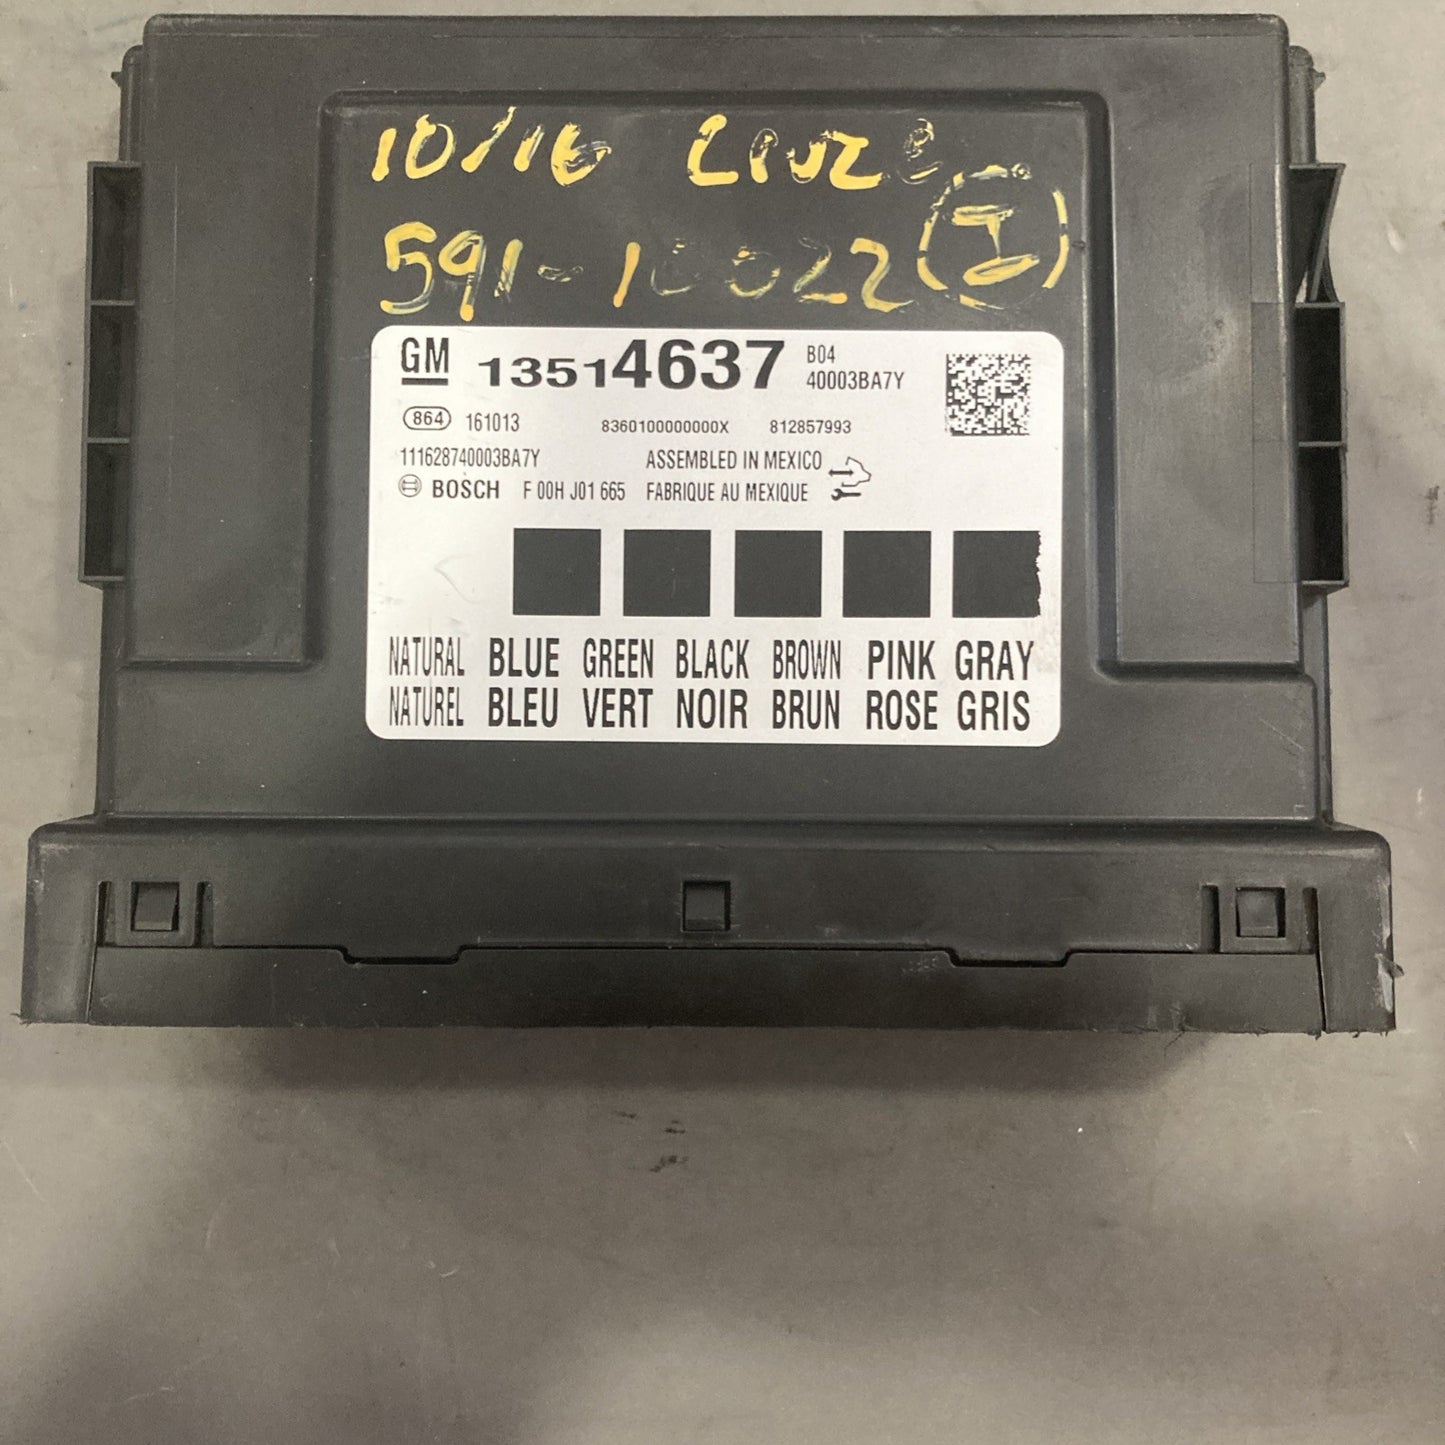 10/16 CRUZE
591-10022 (I)
GM 13514637 B04
40003BA7Y
864 161013 8360100000000X 812857993
111628740003BA7Y ASSEMBLED IN MEXICO
BOSCH F 00H J01 665 FABRIQUE AU MEXIQUE
NATURAL BLUE GREEN BLACK BROWN PINK GRAY
NATUREL BLEU VERT NOIR BRUN ROSE GRIS